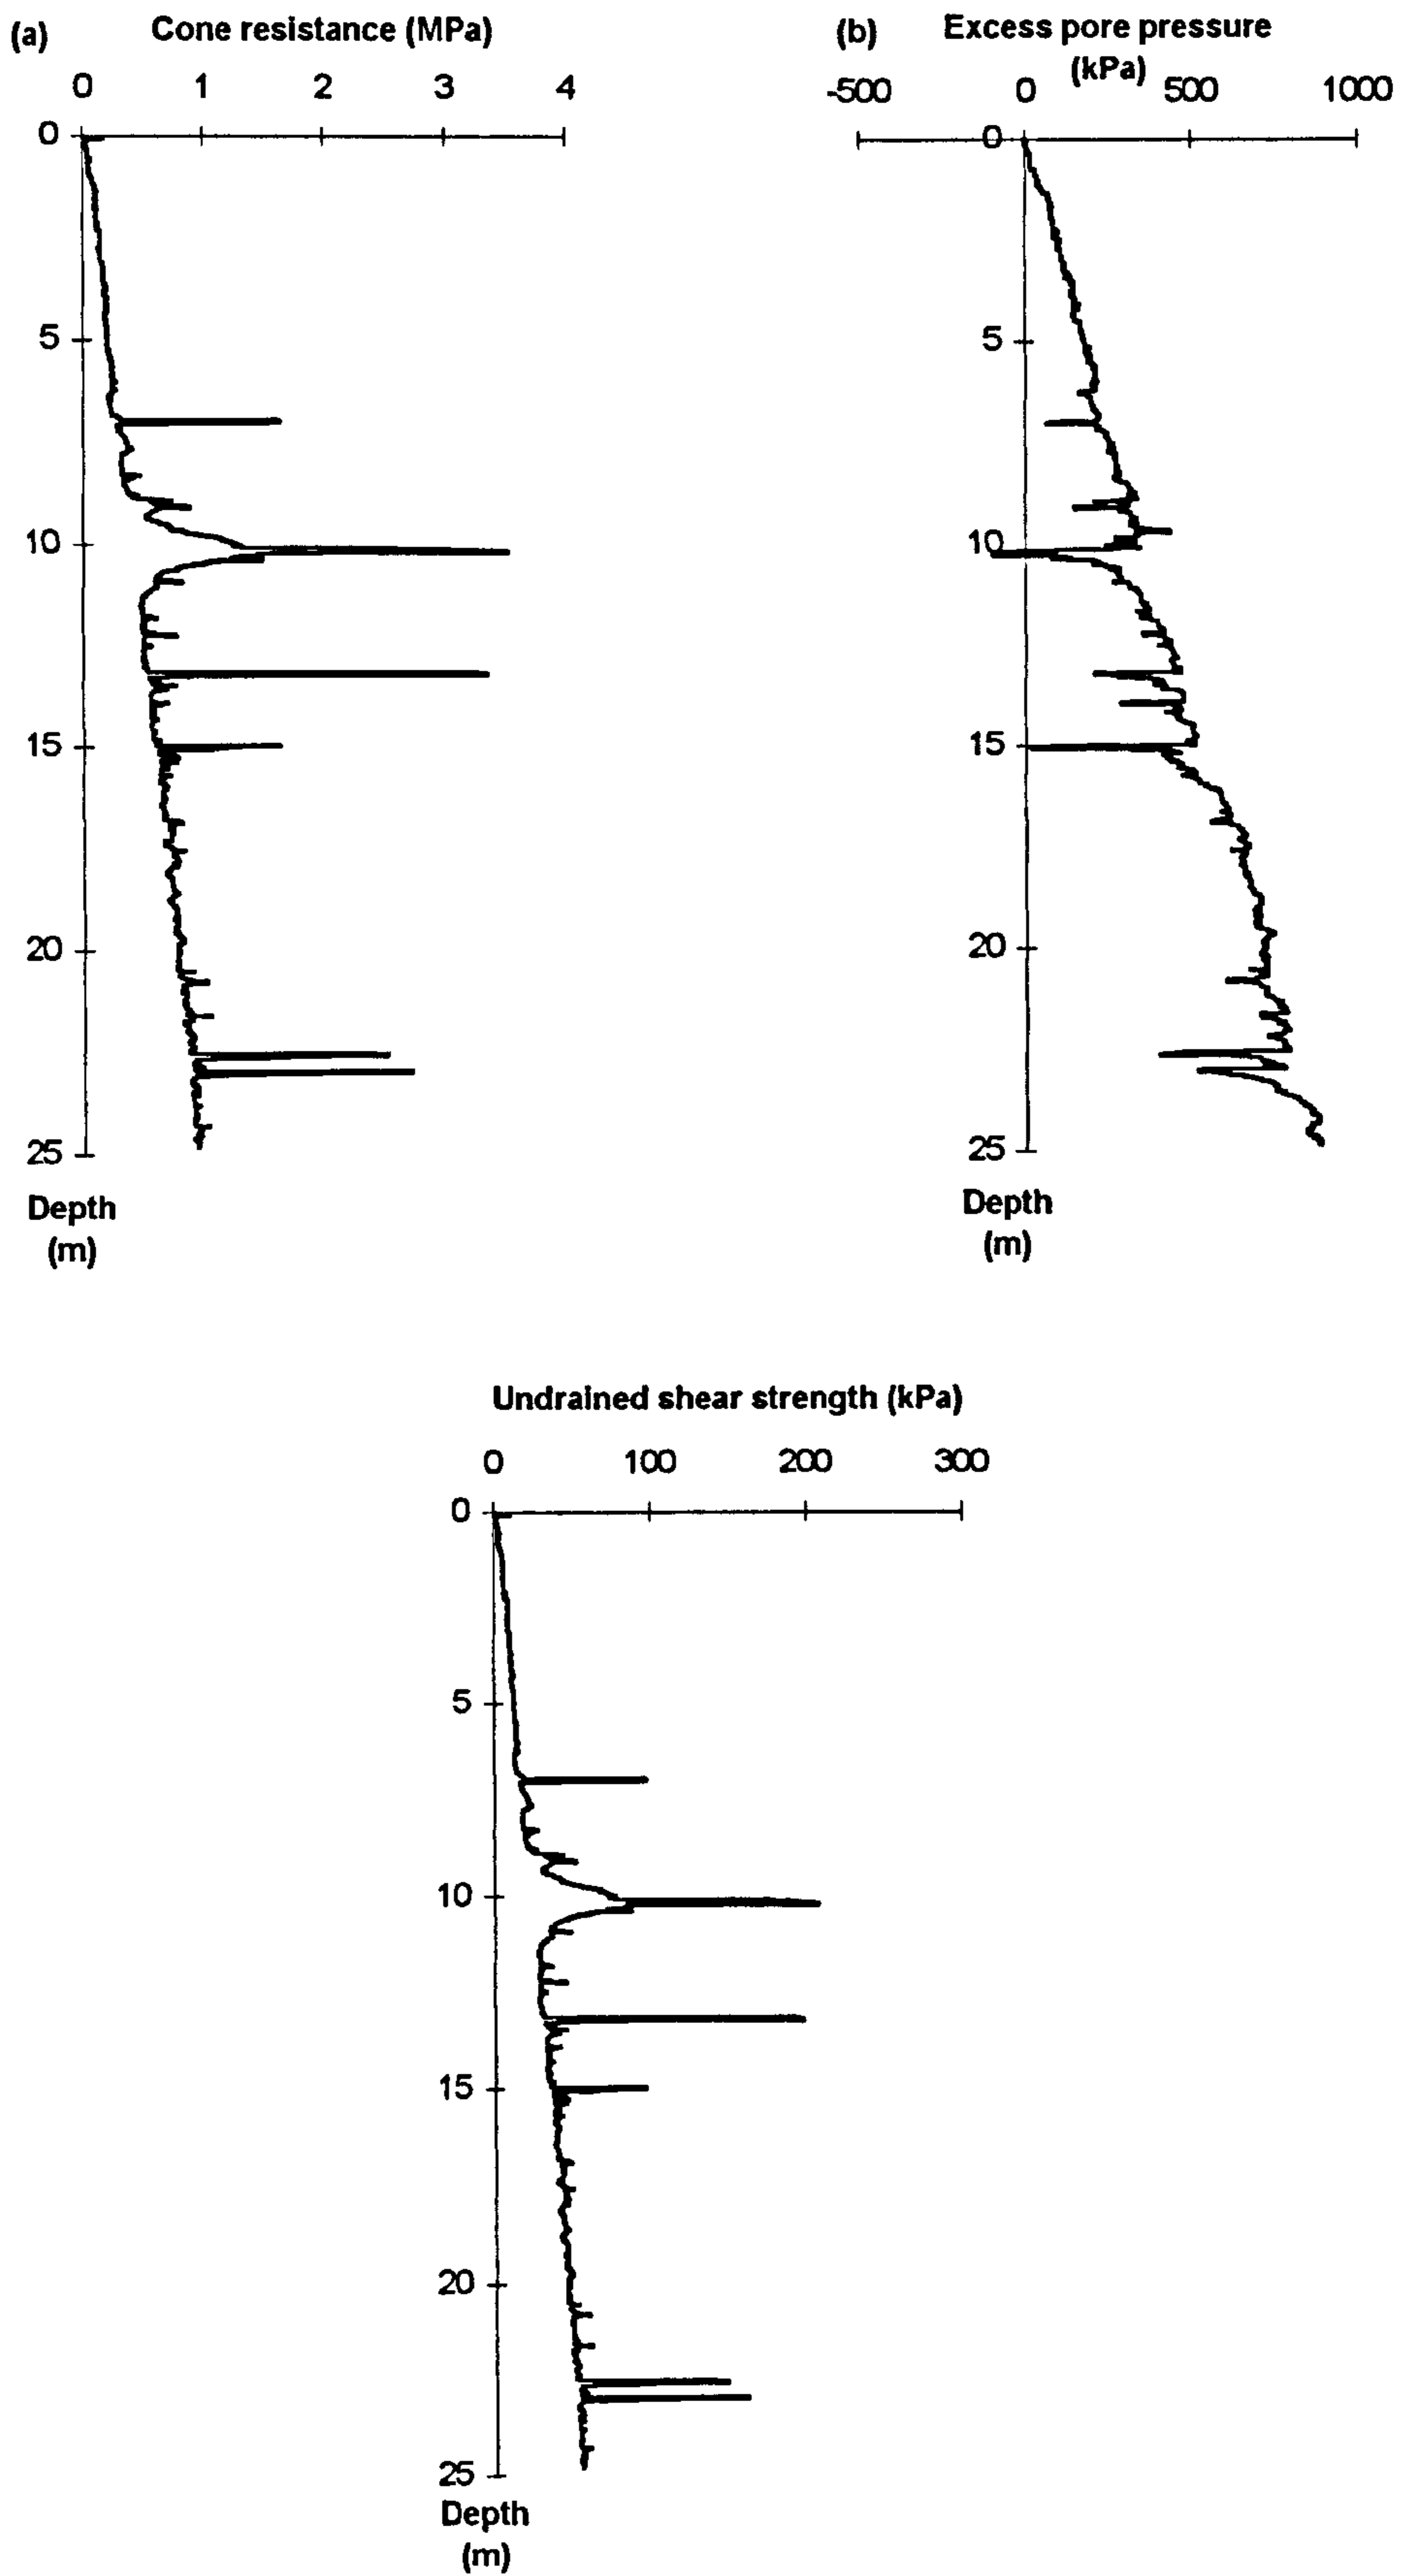 (a) Cone resistance (MPa)
0 1 2 3 4
0
5
10
15
20
25
Depth
(m)
(b) Excess pore pressure
(kPa)
-500 0 500 1000
0
5
10
15
20
25
Depth
(m)
Undrained shear strength (kPa)
0 100 200 300
0
5
10
15
20
25
Depth
(m)